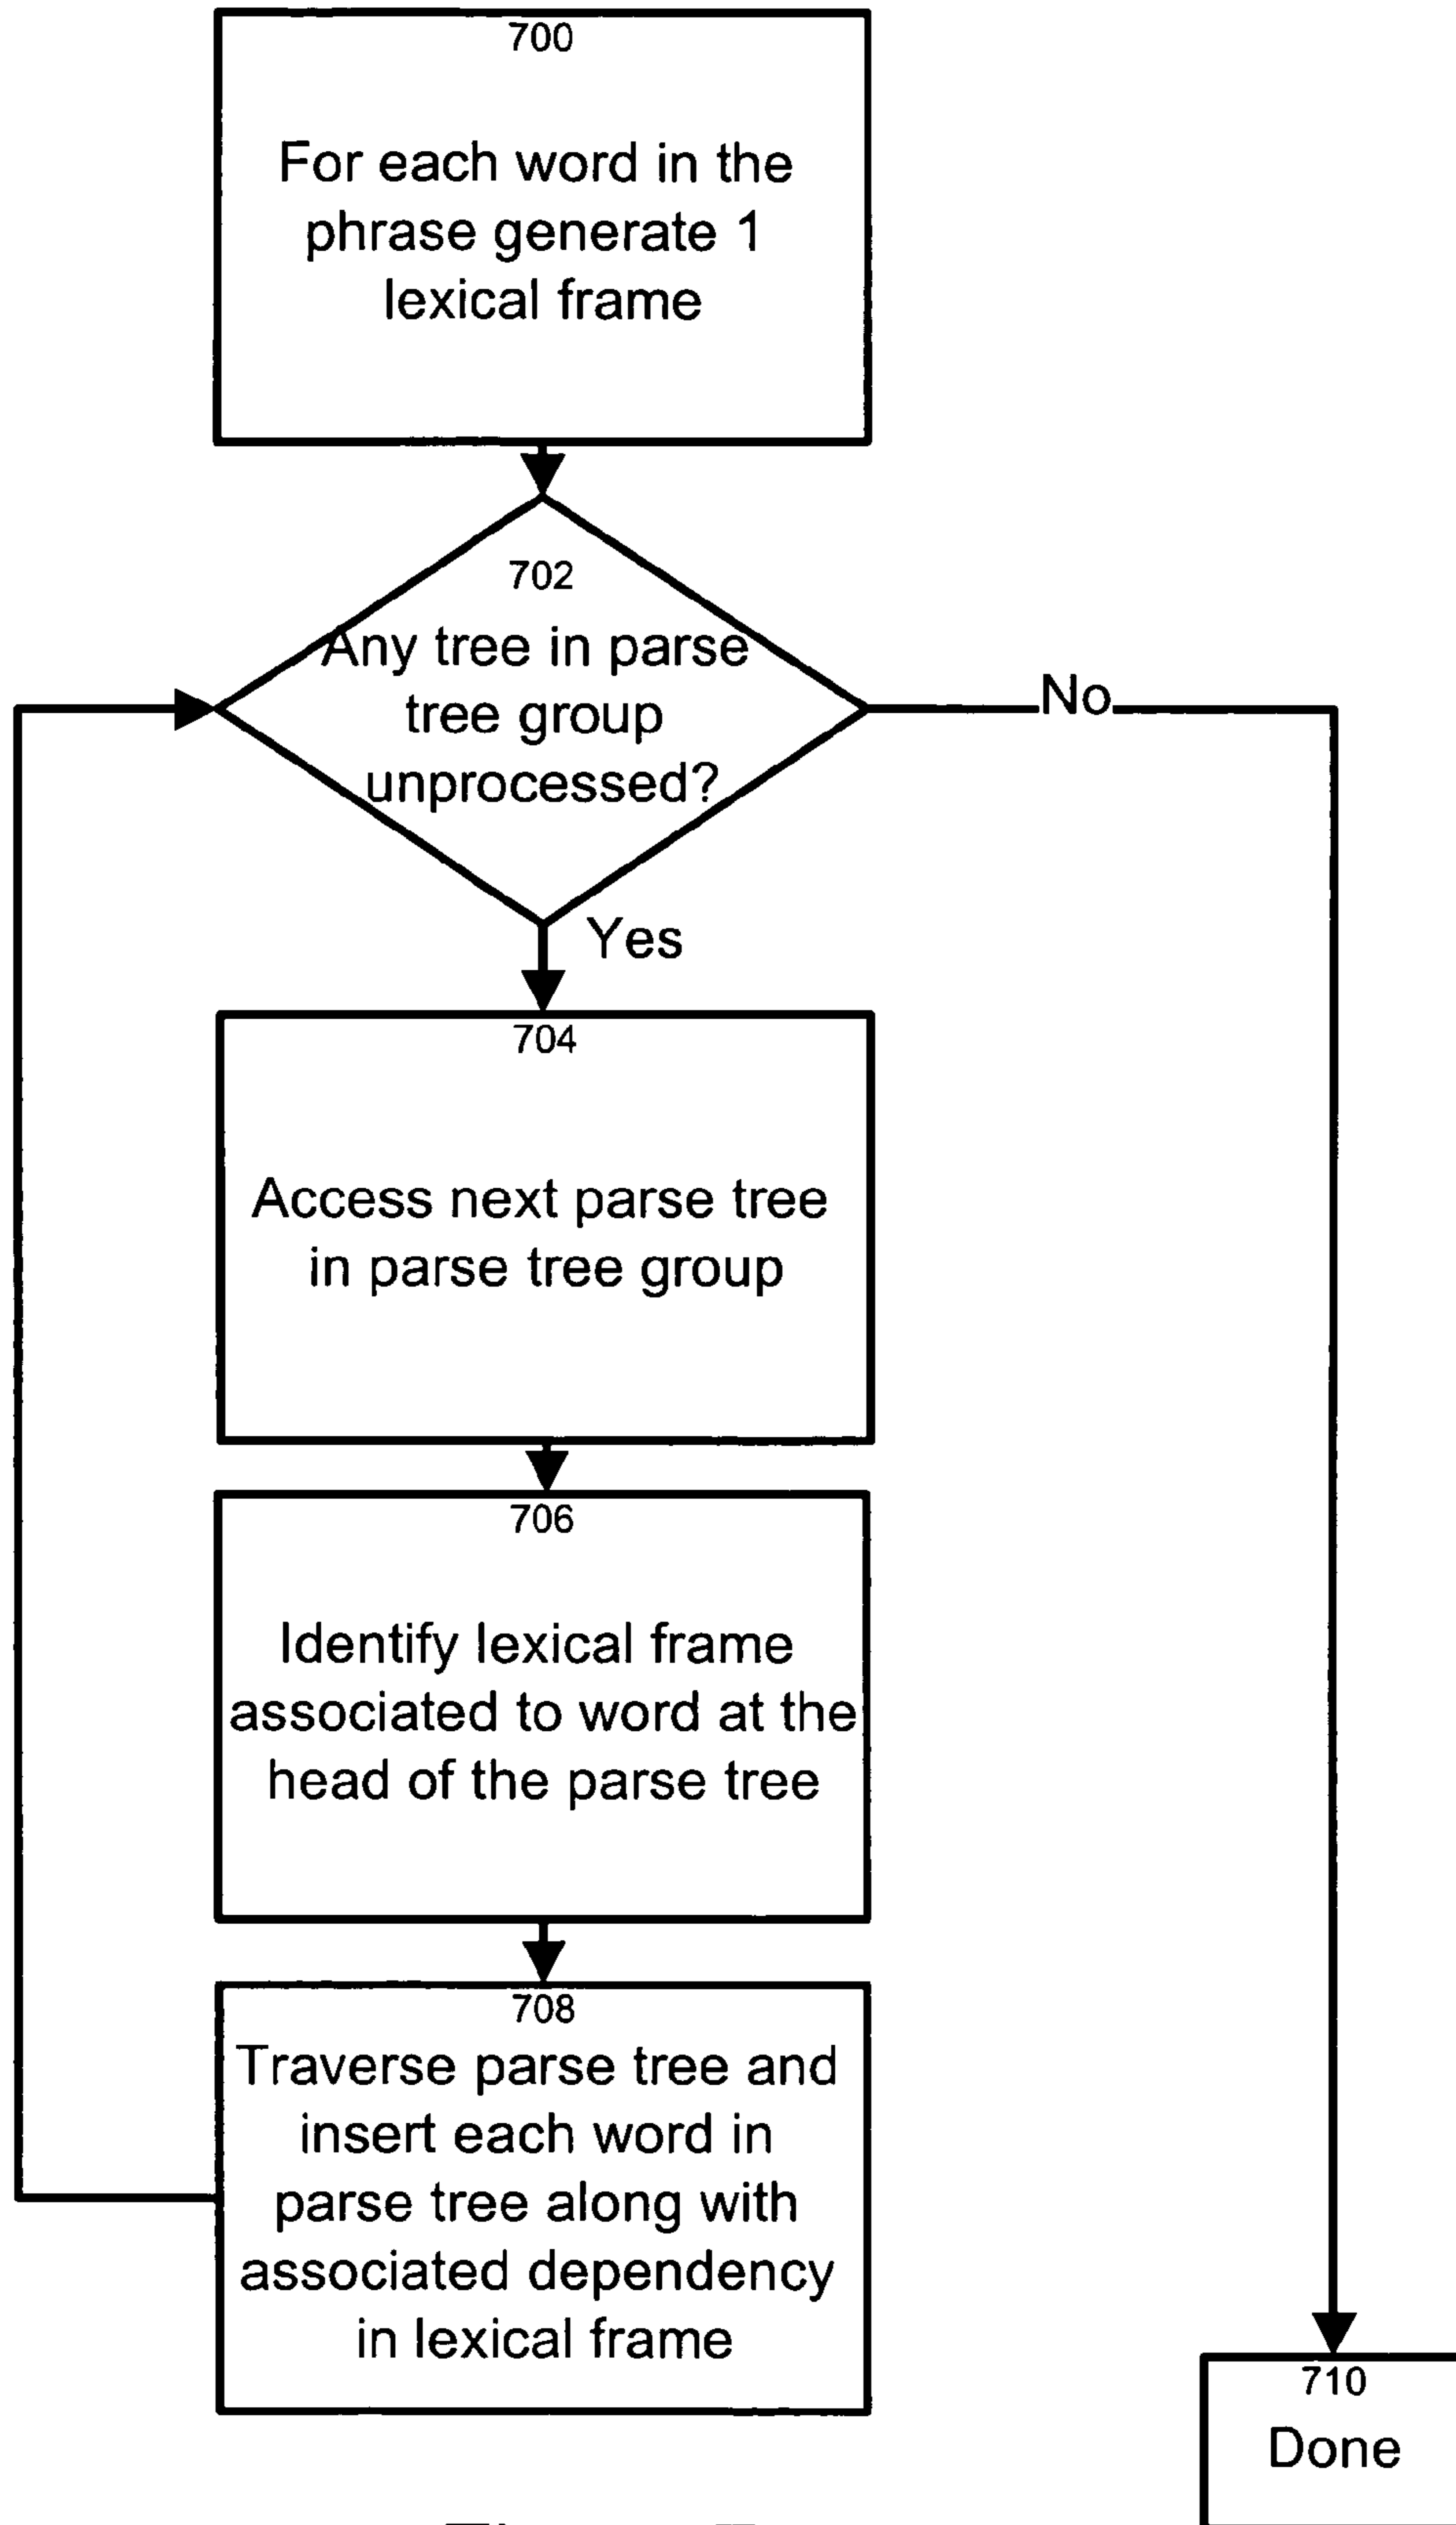 700
For each word in the
phrase generate 1
lexical frame
702
Any tree in parse
tree group
unprocessed?
No
Yes
704
Access next parse tree
in parse tree group
706
Identify lexical frame
associated to word at the
head of the parse tree
708
Traverse parse tree and
insert each word in
parse tree along with
associated dependency
in lexical frame
710
Done